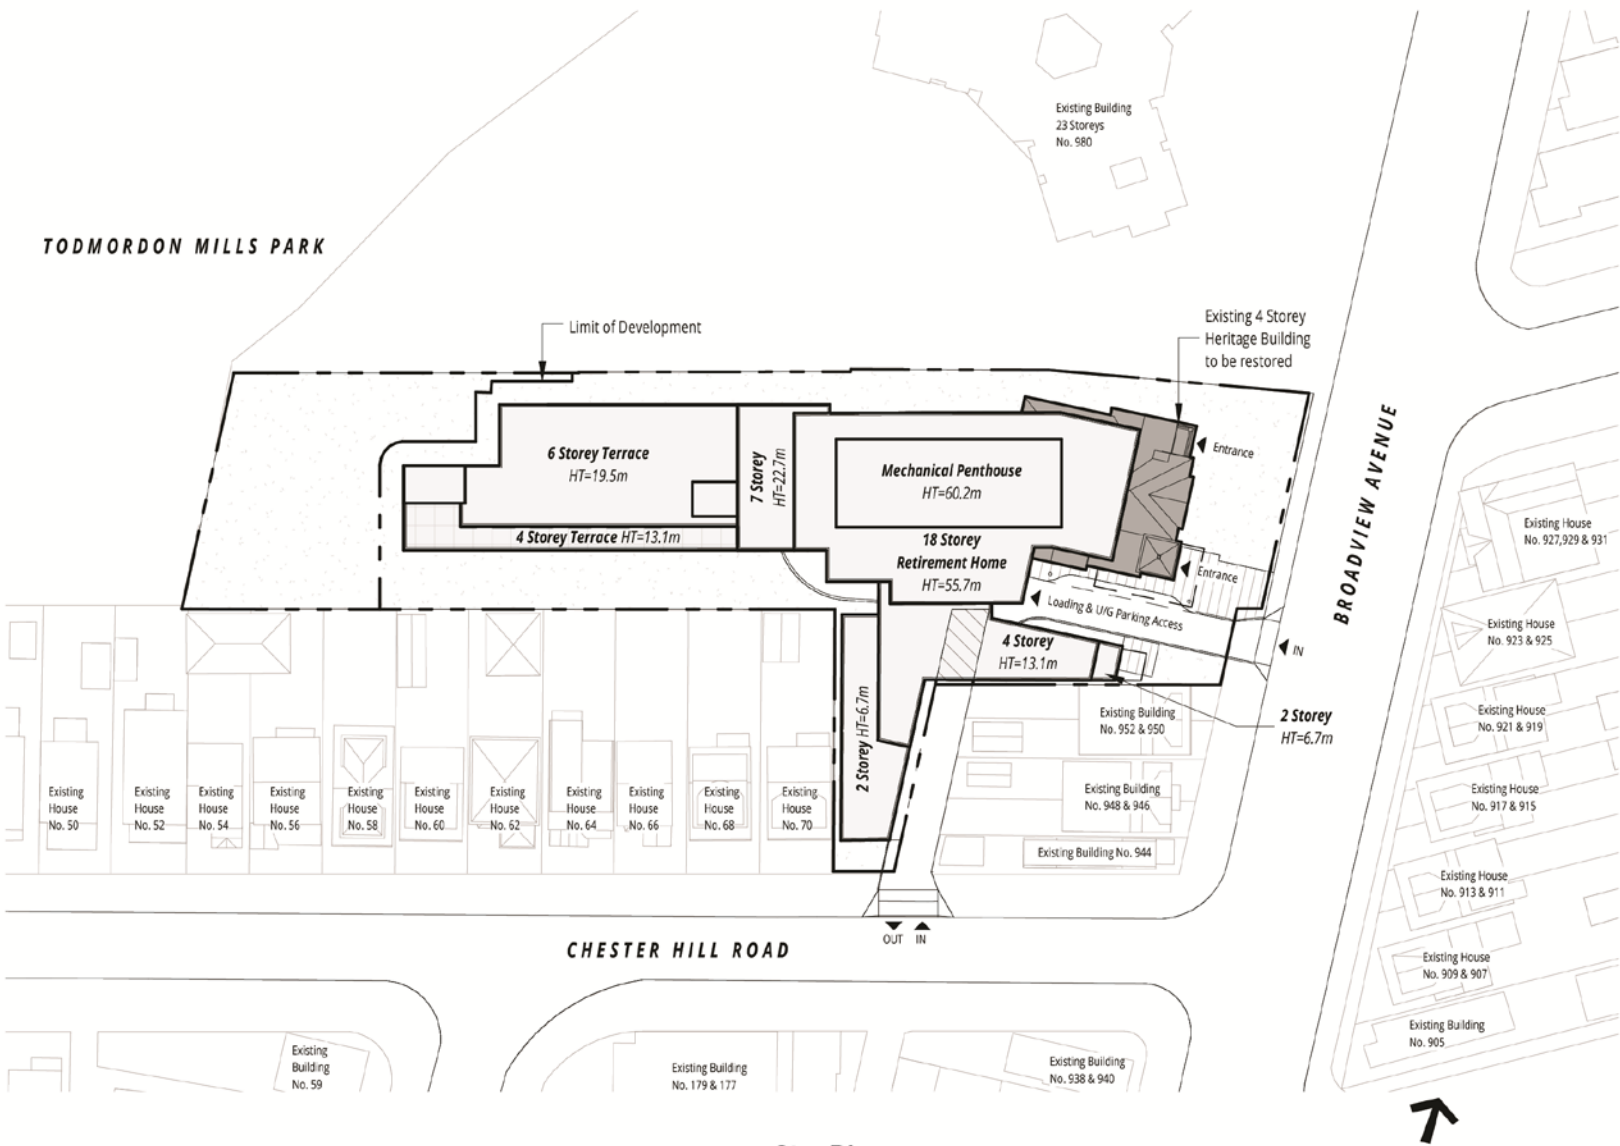 Existing Building
23 Storeys
No. 980
TODMORDON MILLS PARK
Limit of Development
Existing 4 Storey
Heritage Building
to be restored
6 Storey Terrace
HT=19.5m
7 Storey
HT=22.7m
Mechanical Penthouse
HT=60.2m
Entrance
BROADVIEW AVENUE
4 Storey Terrace HT=13.1m
18 Storey
Retirement Home
HT=55.7m
Entrance
Loading & U/G Parking Access
IN
4 Storey
HT=13.1m
2 Storey HT=6.7m
2 Storey
HT=6.7m
Existing House
No. 927,929 & 931
Existing House
No. 923 & 925
Existing House
No. 921 & 919
Existing House
No. 917 & 915
Existing House
No. 913 & 911
Existing House
No. 909 & 907
Existing Building
No. 905
Existing Building
No. 952 & 950
Existing Building
No. 948 & 946
Existing Building No. 944
Existing
House
No. 50
Existing
House
No. 52
Existing
House
No. 54
Existing
House
No. 56
Existing
House
No. 58
Existing
House
No. 60
Existing
House
No. 62
Existing
House
No. 64
Existing
House
No. 66
Existing
House
No. 68
Existing
House
No. 70
OUT
IN
CHESTER HILL ROAD
Existing
Building
No. 59
Existing Building
No. 179 & 177
Existing Building
No. 938 & 940